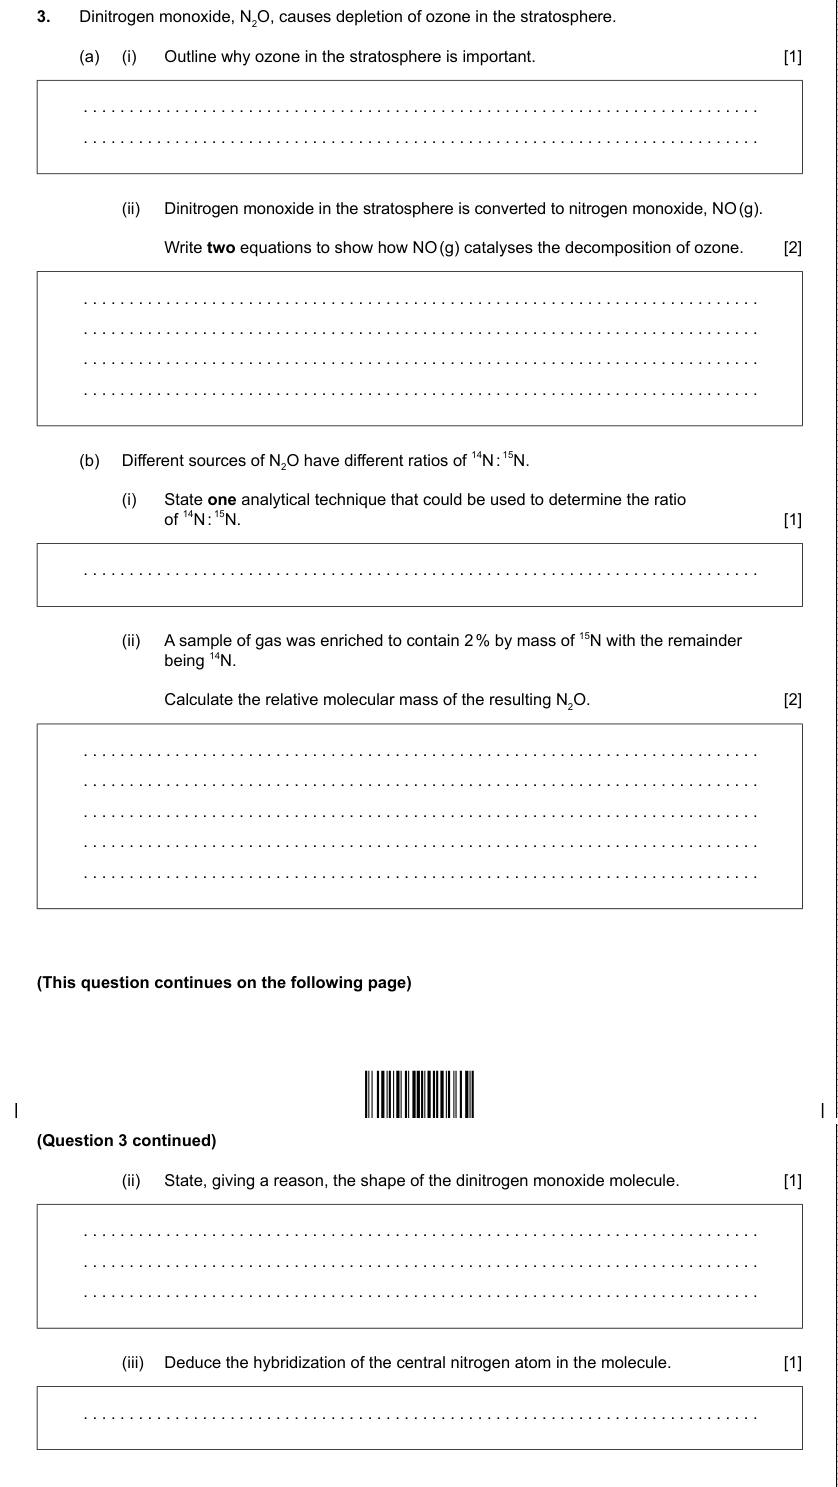 3. Dinitrogen monoxide, N₂O, causes depletion of ozone in the stratosphere.
(a) (i) Outline why ozone in the stratosphere is important. [1]
(ii) Dinitrogen monoxide in the stratosphere is converted to nitrogen monoxide, NO (g).
Write two equations to show how NO (g) catalyses the decomposition of ozone. [2]
(b) Different sources of N₂O have different ratios of ¹⁴N : ¹⁵N.
(i) State one analytical technique that could be used to determine the ratio
of ¹⁴N : ¹⁵N. [1]
(ii) A sample of gas was enriched to contain 2 % by mass of ¹⁵N with the remainder
being ¹⁴N.
Calculate the relative molecular mass of the resulting N₂O. [2]
(This question continues on the following page)
(Question 3 continued)
(ii) State, giving a reason, the shape of the dinitrogen monoxide molecule. [1]
(iii) Deduce the hybridization of the central nitrogen atom in the molecule. [1]